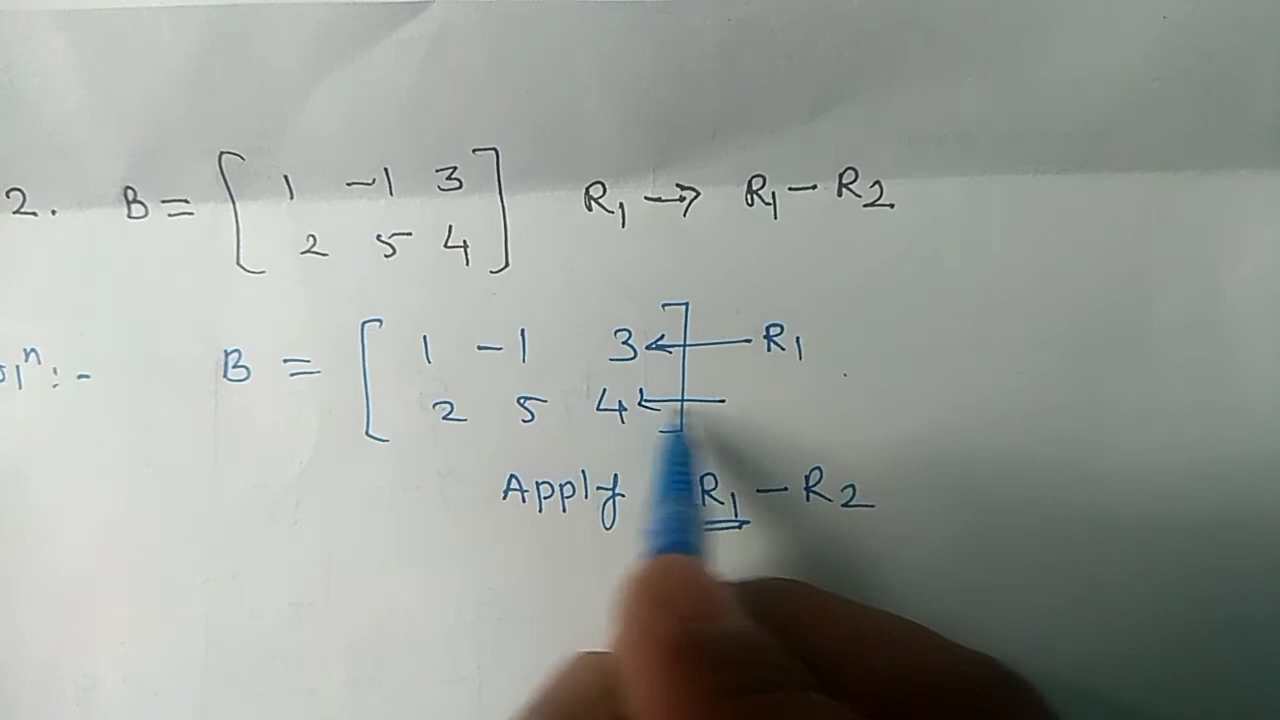 2. B = [ 1 -1 3 R1 → R1 - R2
2 5 4 ]
ol^n :- B = [ 1 -1 3 ← R1
2 5 4 ] ←
Apply R1 - R2